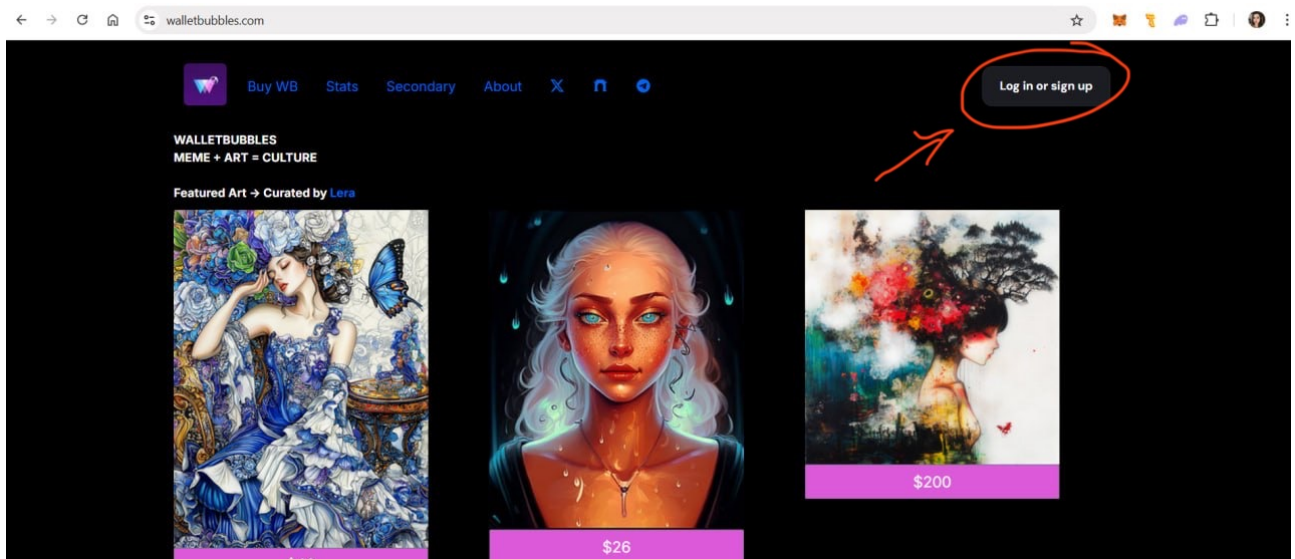 walletbubbles.com
Buy WB Stats Secondary About Log in or sign up
WALLETBUBBLES
MEME + ART = CULTURE
Featured Art → Curated by Lera
$200
$26